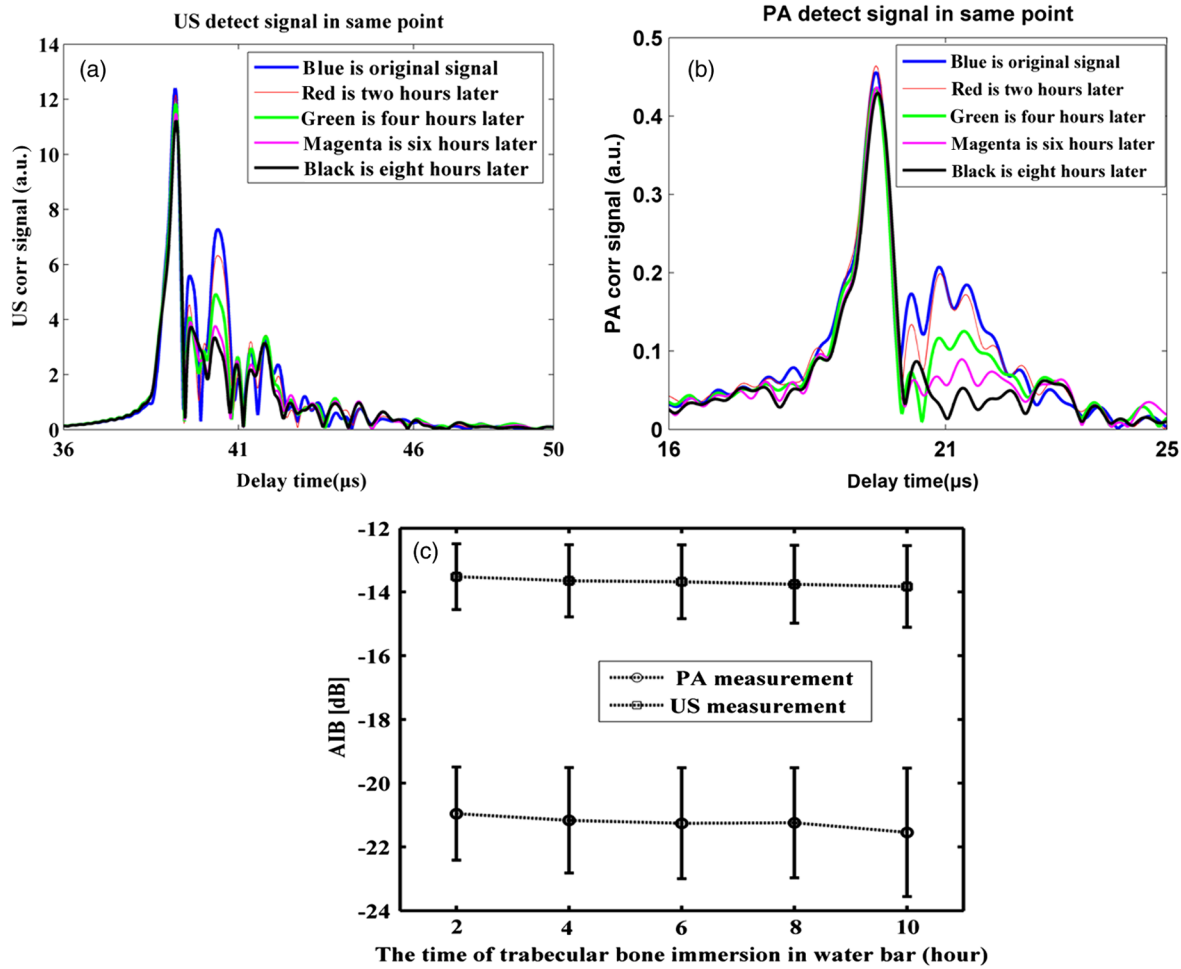 US detect signal in same point
(a)
Blue is original signal
Red is two hours later
Green is four hours later
Magenta is six hours later
Black is eight hours later
US corr signal (a.u.)
14
12
10
8
6
4
2
0
36
41
46
50
Delay time(μs)
PA detect signal in same point
(b)
Blue is original signal
Red is two hours later
Green is four hours later
Magenta is six hours later
Black is eight hours later
PA corr signal (a.u.)
0.5
0.4
0.3
0.2
0.1
0
16
21
25
Delay time(μs)
(c)
PA measurement
US measurement
AIB [dB]
-12
-14
-16
-18
-20
-22
-24
2
4
6
8
10
The time of trabecular bone immersion in water bar (hour)